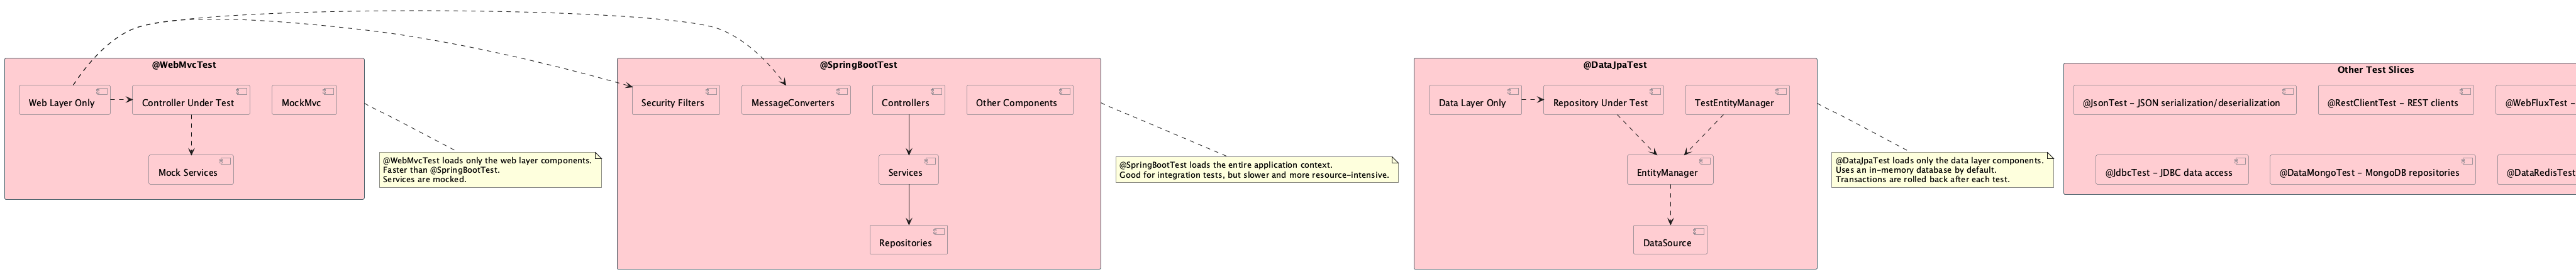 @WebMvcTest
Web Layer Only
Controller Under Test
MockMvc
Mock Services
@WebMvcTest loads only the web layer components.
Faster than @SpringBootTest.
Services are mocked.
@SpringBootTest
Security Filters
MessageConverters
Controllers
Other Components
Services
Repositories
@SpringBootTest loads the entire application context.
Good for integration tests, but slower and more resource-intensive.
@DataJpaTest
Data Layer Only
Repository Under Test
TestEntityManager
EntityManager
DataSource
@DataJpaTest loads only the data layer components.
Uses an in-memory database by default.
Transactions are rolled back after each test.
Other Test Slices
@JsonTest - JSON serialization/deserialization
@RestClientTest - REST clients
@WebFluxTest -
@JdbcTest - JDBC data access
@DataMongoTest - MongoDB repositories
@DataRedisTest